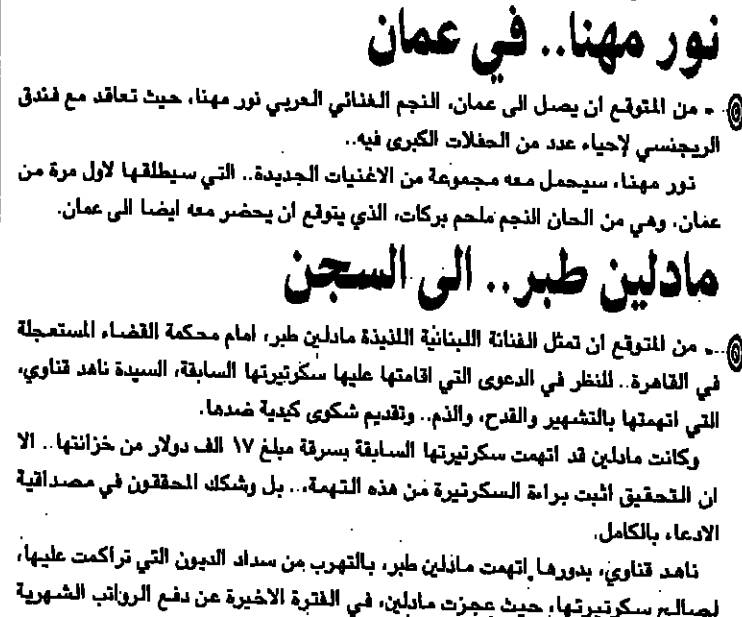 نور مهنا.. في عمان
- من المتوقع ان يصل الى عمان، النجم الغنائي العربي نور مهنا، حيث تعاقد مع فندق
الريجنسي لإحياء عدد من الحفلات الكبرى فيه..
نور مهنا، سيحمل معه مجموعة من الاغنيات الجديدة.. التي سيطلقها لاول مرة من
عمان، وهي من الحان النجم ملحم بركات، الذي يتوقع ان يحضر معه ايضا الى عمان.
مادلين طبر.. الى السجن
- من المتوقع ان تمثل الفنانة اللبنانية اللذيذة مادلين طبر، امام محكمة القضاء المستعجلة
في القاهرة.. للنظر في الدعوى التي اقامتها عليها سكرتيرتها السابقة، السيدة ناهد قناوي،
التي اتهمتها بالتشهير والقدح، والذم.. وتقديم شكوى كيدية ضدها.
وكانت مادلين قد اتهمت سكرتيرتها السابقة بسرقة مبلغ ١٧ الف دولار من خزانتها.. الا
ان التحقيق اثبت براءة السكرتيرة من هذه التهمة.. بل وشكك المحققون في مصداقية
الادعاء بالكامل.
ناهد قناوي، بدورها اتهمت مادلين طبر، بالتهرب من سداد الديون التي تراكمت عليها،
لصالح سكرتيرتها، حيث عجزت مادلين، في الفترة الاخيرة عن دفع الرواتب الشهرية